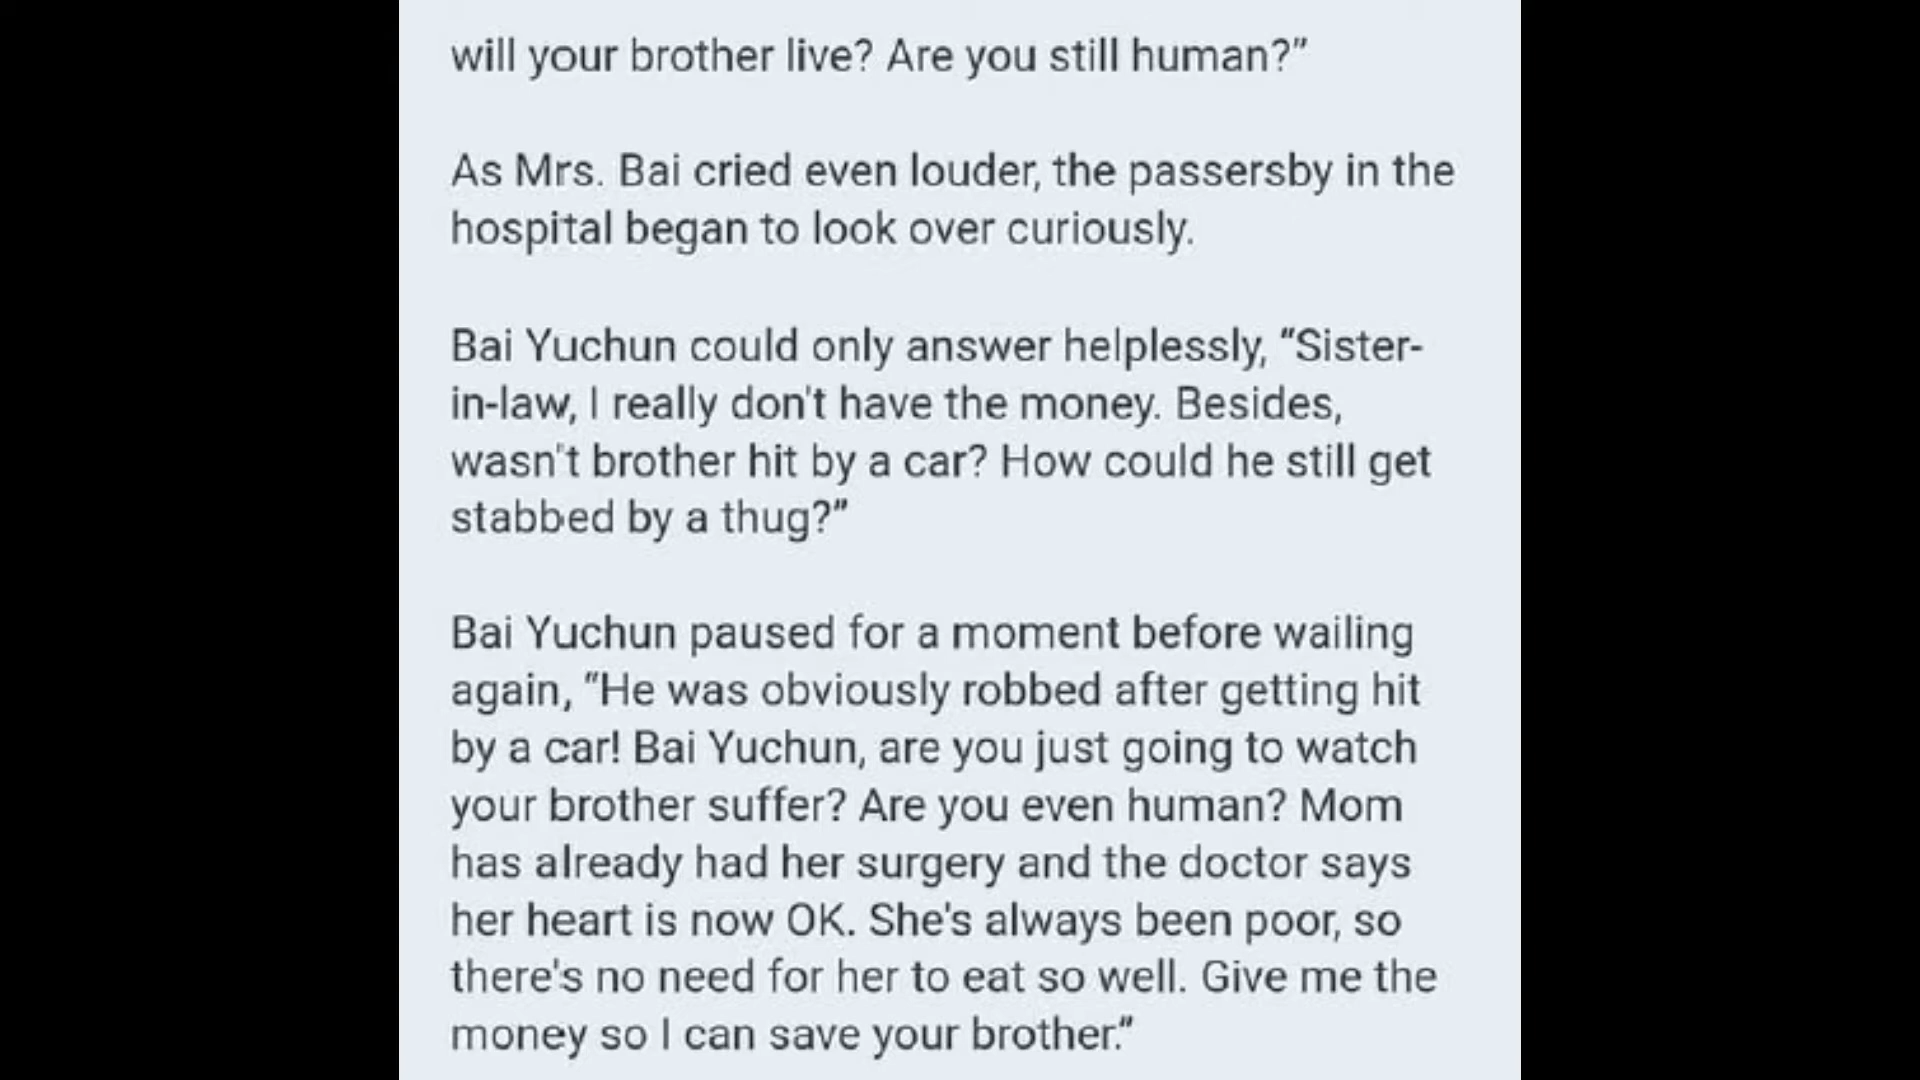 will your brother live? Are you still human?”
As Mrs. Bai cried even louder, the passersby in the
hospital began to look over curiously.
Bai Yuchun could only answer helplessly, “Sister-
in-law, I really don't have the money. Besides,
wasn't brother hit by a car? How could he still get
stabbed by a thug?”
Bai Yuchun paused for a moment before wailing
again, “He was obviously robbed after getting hit
by a car! Bai Yuchun, are you just going to watch
your brother suffer? Are you even human? Mom
has already had her surgery and the doctor says
her heart is now OK. She's always been poor, so
there's no need for her to eat so well. Give me the
money so I can save your brother.”